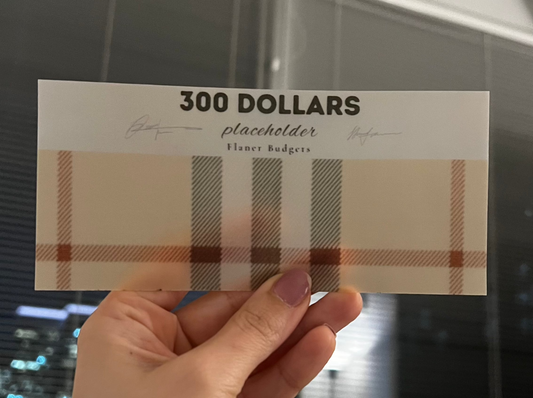 300 DOLLARS
placeholder
Flaner Budgets